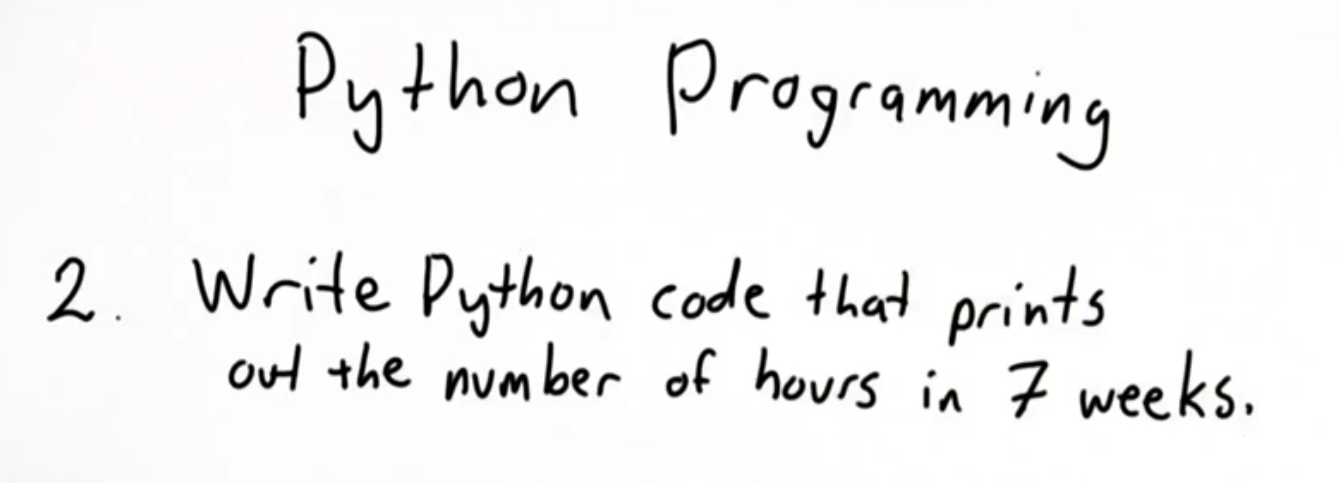 Python Programming
2. Write Python code that prints
out the number of hours in 7 weeks.